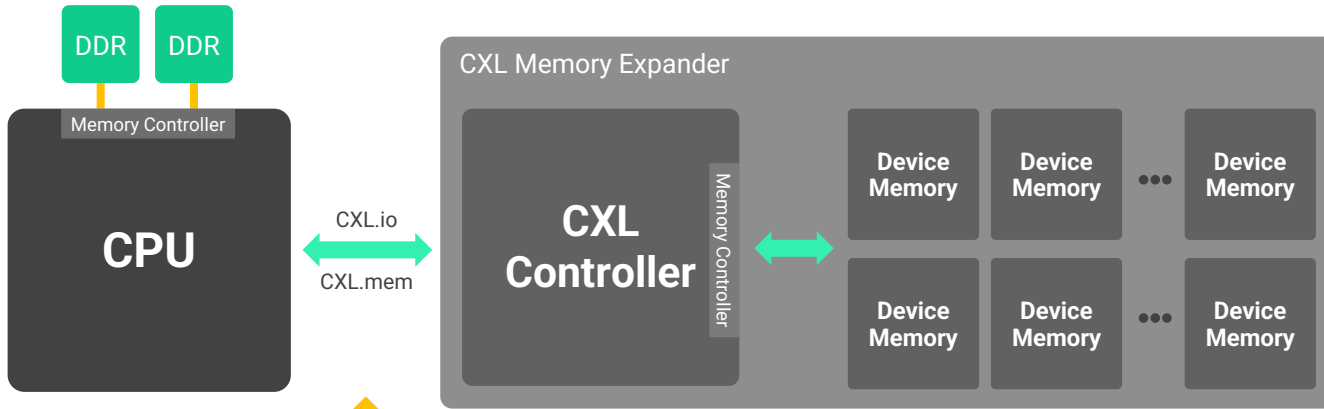 DDR
DDR
Memory Controller
CPU
CXL.io
CXL.mem
CXL Memory Expander
CXL
Controller
Memory Controller
Device
Memory
Device
Memory
Device
Memory
Device
Memory
Device
Memory
Device
Memory